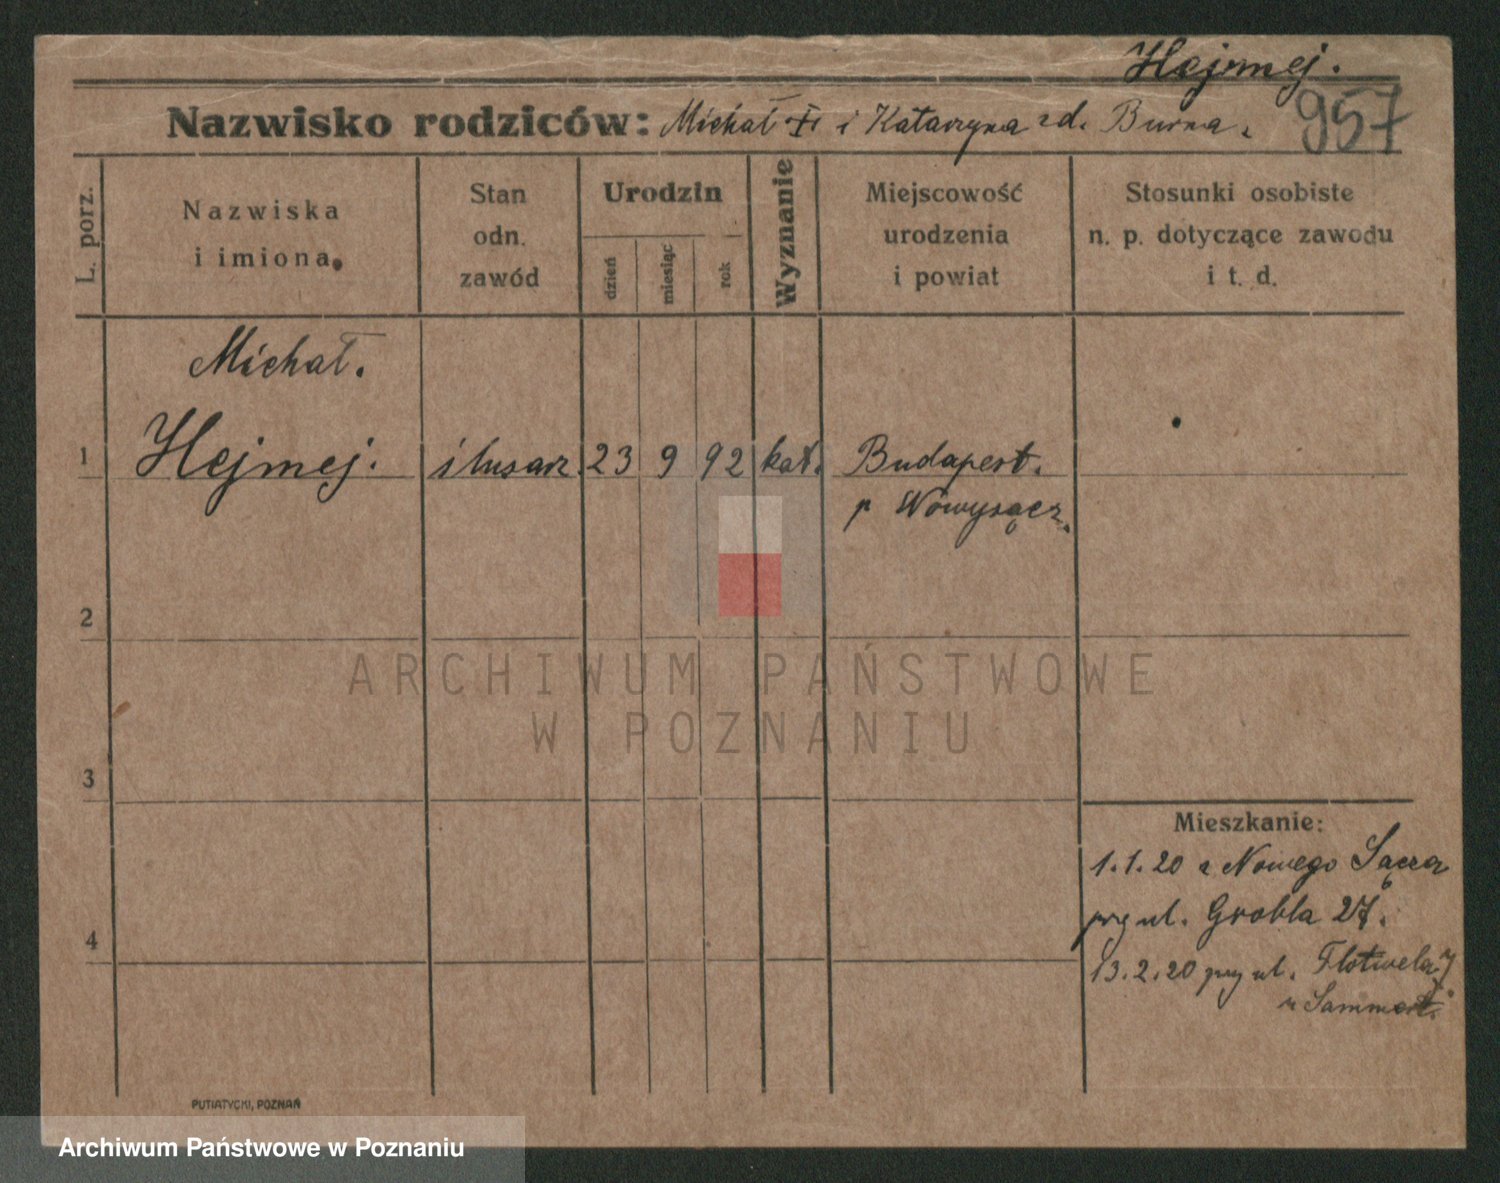 Hejmej.
Nazwisko rodziców: Michał i Katarzyna zd. Burna.
957
L. porz.
Nazwiska
i imiona
Stan
odn.
zawód
Urodzin
dzień
miesiąc
rok
Wyznanie
Miejscowość
urodzenia
i powiat
Stosunki osobiste
n. p. dotyczące zawodu
i t. d.
Michał.
1 Hejmej. ślusarz 23 9 92 kat. Budapest.
p Nowysącz.
2
3
4
Mieszkanie:
1.1.20 z Nowego Sącza
przy ul. Grobla 27.
13.2.20 przy ul. Flotwela 7
u
PUTIATYCKI, POZNAŃ
ARCHIWUM PAŃSTWOWE
W POZNANIU
Archiwum Państwowe w Poznaniu